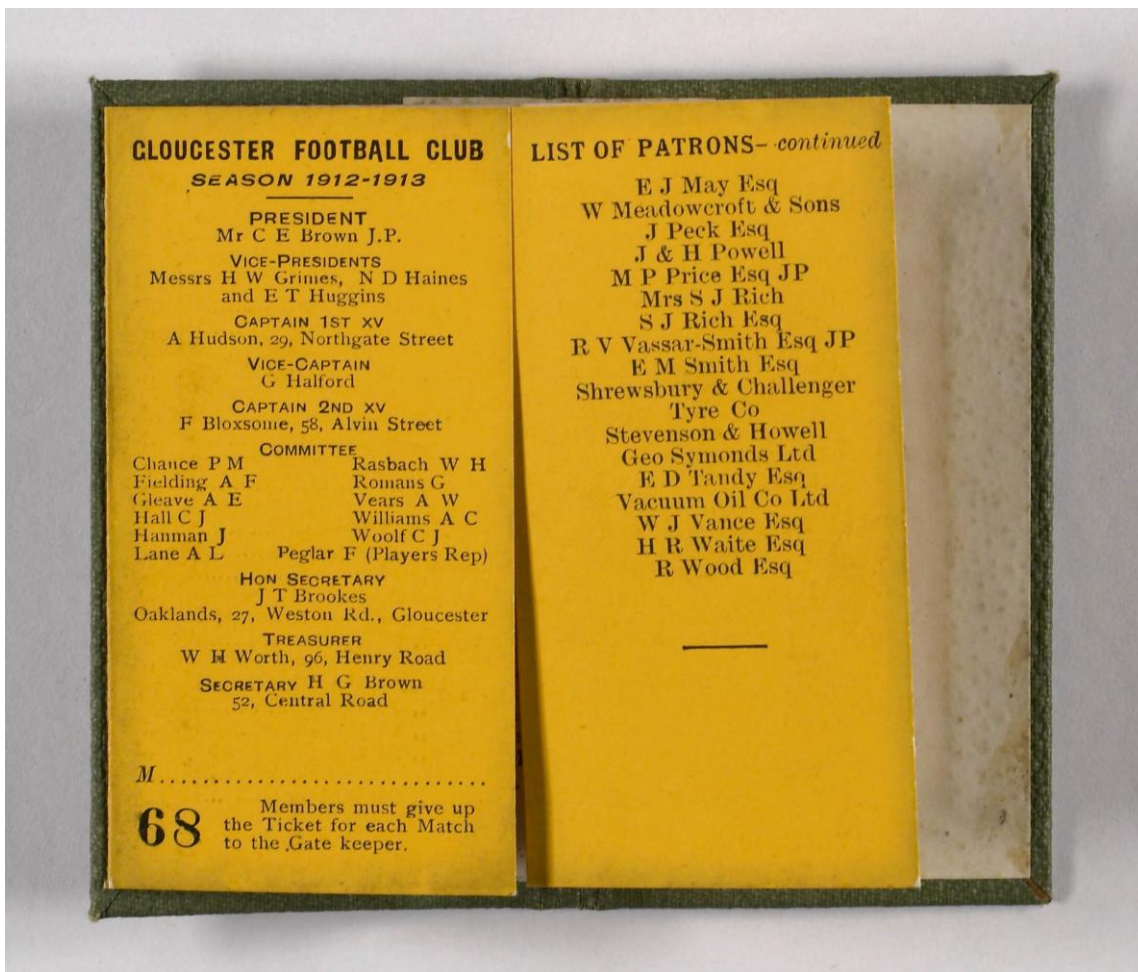 GLOUCESTER FOOTBALL CLUB
SEASON 1912-1913
PRESIDENT
Mr C E Brown J.P.
VICE-PRESIDENTS
Messrs H W Grimes, N D Haines
and E T Huggins
CAPTAIN 1ST XV
A Hudson, 29, Northgate Street
VICE-CAPTAIN
G Halford
CAPTAIN 2ND XV
F Bloxsome, 58, Alvin Street
COMMITTEE
Chance P M Rasbach W H
Fielding A F Romans G
Gleave A E Vears A W
Hall C J Williams A C
Hanman J Woolf C J
Lane A L Peglar F (Players Rep)
HON SECRETARY
J T Brookes
Oaklands, 27, Weston Rd., Gloucester
TREASURER
W H Worth, 96, Henry Road
SECRETARY H G Brown
52, Central Road
M..............................
68 Members must give up
the Ticket for each Match
to the Gate keeper.
LIST OF PATRONS- continued
E J May Esq
W Meadowcroft & Sons
J Peck Esq
J & H Powell
M P Price Esq JP
Mrs S J Rich
S J Rich Esq
R V Vassar-Smith Esq JP
E M Smith Esq
Shrewsbury & Challenger
Tyre Co
Stevenson & Howell
Geo Symonds Ltd
E D Tandy Esq
Vacuum Oil Co Ltd
W J Vance Esq
H R Waite Esq
R Wood Esq